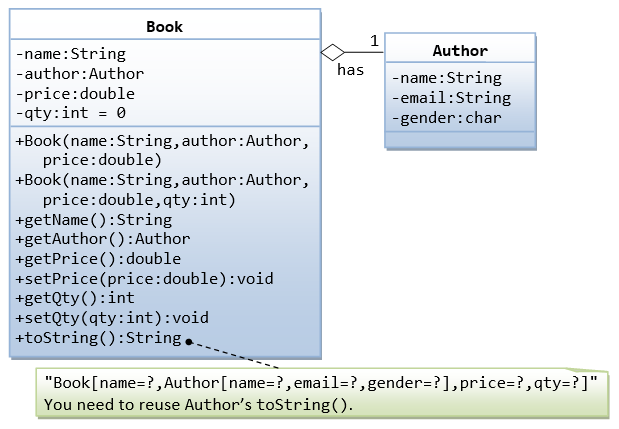 Book
-name:String
-author:Author
-price:double
-qty:int = 0
+Book(name:String,author:Author,
price:double)
+Book(name:String,author:Author,
price:double,qty:int)
+getName():String
+getAuthor():Author
+getPrice():double
+setPrice(price:double):void
+getQty():int
+setQty(qty:int):void
+toString():String
1
has
Author
-name:String
-email:String
-gender:char
"Book[name=?,Author[name=?,email=?,gender=?],price=?,qty=?]"
You need to reuse Author’s toString().